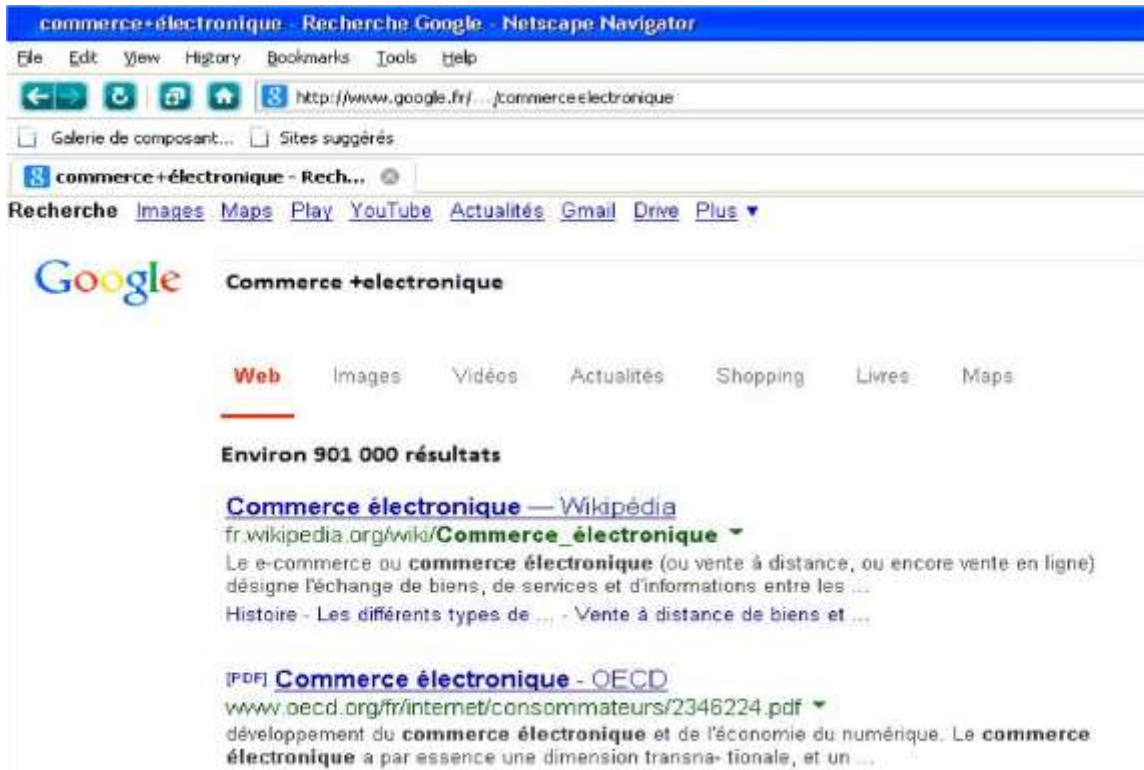 commerce+électronique - Recherche Google - Netscape Navigator
File Edit View History Bookmarks Tools Help
http://www.google.fr/... /commerceelectronique
Galerie de composant... Sites suggérés
commerce+électronique - Rech...
Recherche Images Maps Play YouTube Actualités Gmail Drive Plus ▼
Google Commerce +electronique
Web Images Vidéos Actualités Shopping Livres Maps
Environ 901 000 résultats
Commerce électronique — Wikipédia
fr.wikipedia.org/wiki/Commerce_électronique
Le e-commerce ou commerce électronique (ou vente à distance, ou encore vente en ligne)
désigne l'échange de biens, de services et d'informations entre les ...
Histoire - Les différents types de ... - Vente à distance de biens et ...
[PDF] Commerce électronique - OECD
www.oecd.org/fr/internet/consommateurs/2346224.pdf
développement du commerce électronique et de l'économie du numérique. Le commerce
électronique a par essence une dimension transna- tionale, et un ...